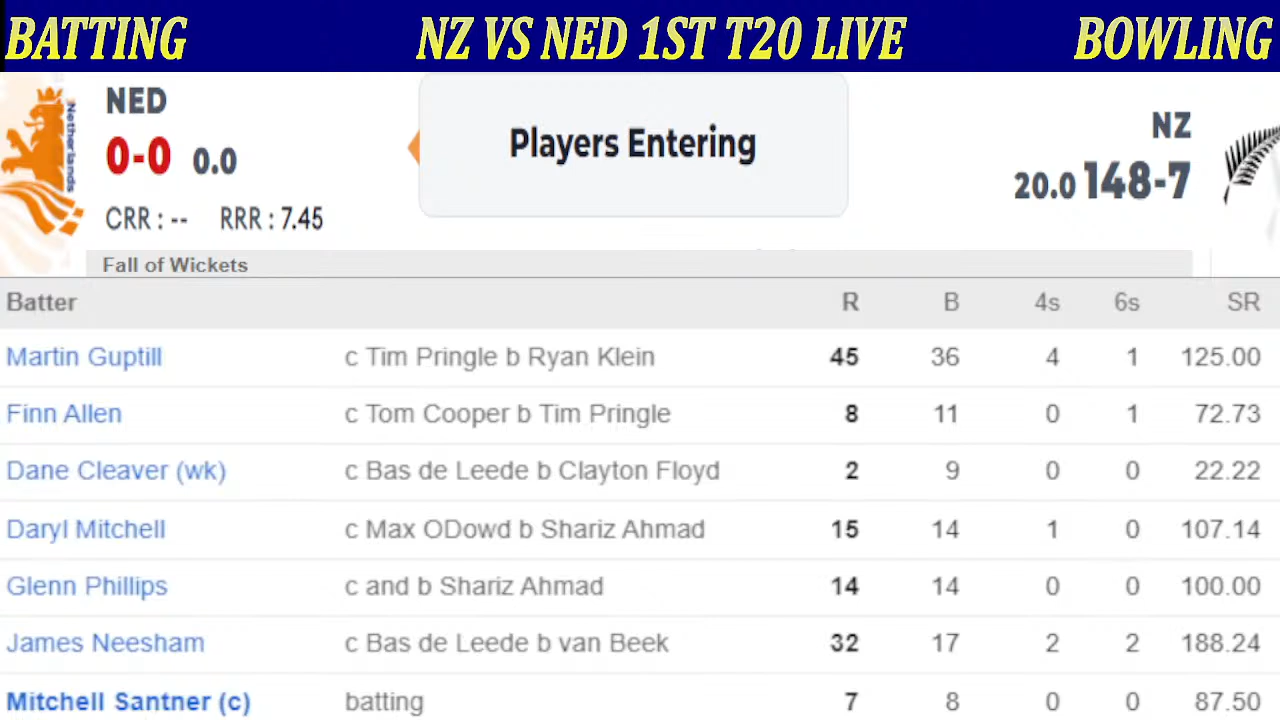 BATTING NZ VS NED 1ST T20 LIVE BOWLING
NED
0-0 0.0
CRR : -- RRR : 7.45
Netherlands
Players Entering
NZ
20.0 148-7
Fall of Wickets
Batter R B 4s 6s SR
Martin Guptill c Tim Pringle b Ryan Klein 45 36 4 1 125.00
Finn Allen c Tom Cooper b Tim Pringle 8 11 0 1 72.73
Dane Cleaver (wk) c Bas de Leede b Clayton Floyd 2 9 0 0 22.22
Daryl Mitchell c Max ODowd b Shariz Ahmad 15 14 1 0 107.14
Glenn Phillips c and b Shariz Ahmad 14 14 0 0 100.00
James Neesham c Bas de Leede b van Beek 32 17 2 2 188.24
Mitchell Santner (c) batting 7 8 0 0 87.50